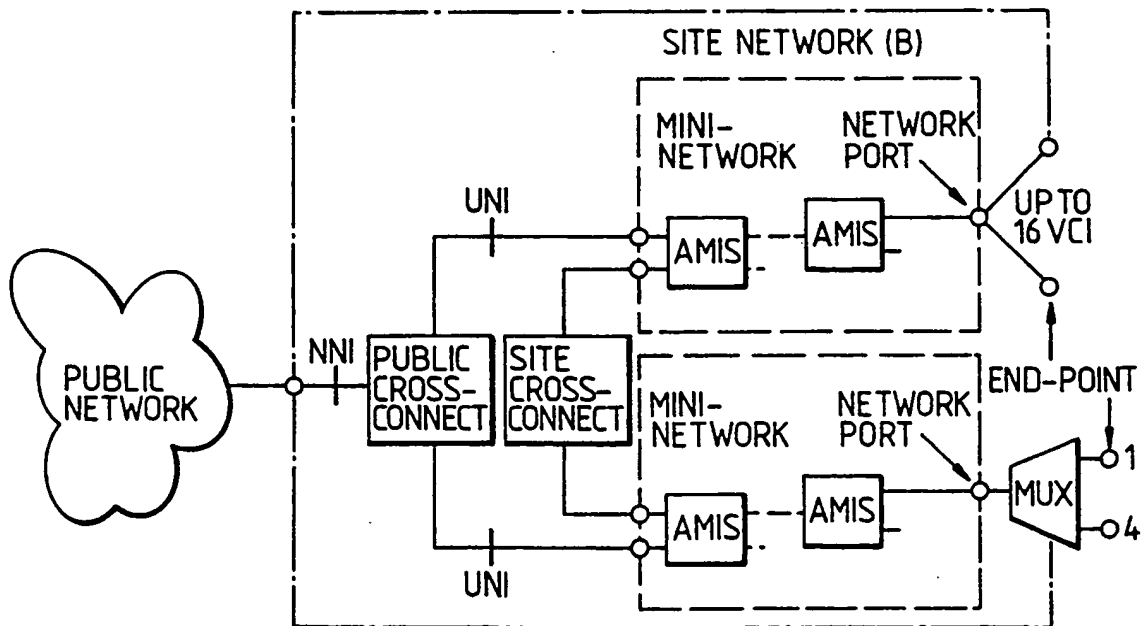 SITE NETWORK (B)
MINI-
NETWORK
NETWORK
PORT
UNI
UP TO
16 VCI
AMIS
AMIS
PUBLIC
NETWORK
NNI
PUBLIC
CROSS-
CONNECT
SITE
CROSS-
CONNECT
END-POINT
MINI-
NETWORK
NETWORK
PORT
1
MUX
AMIS
AMIS
4
UNI